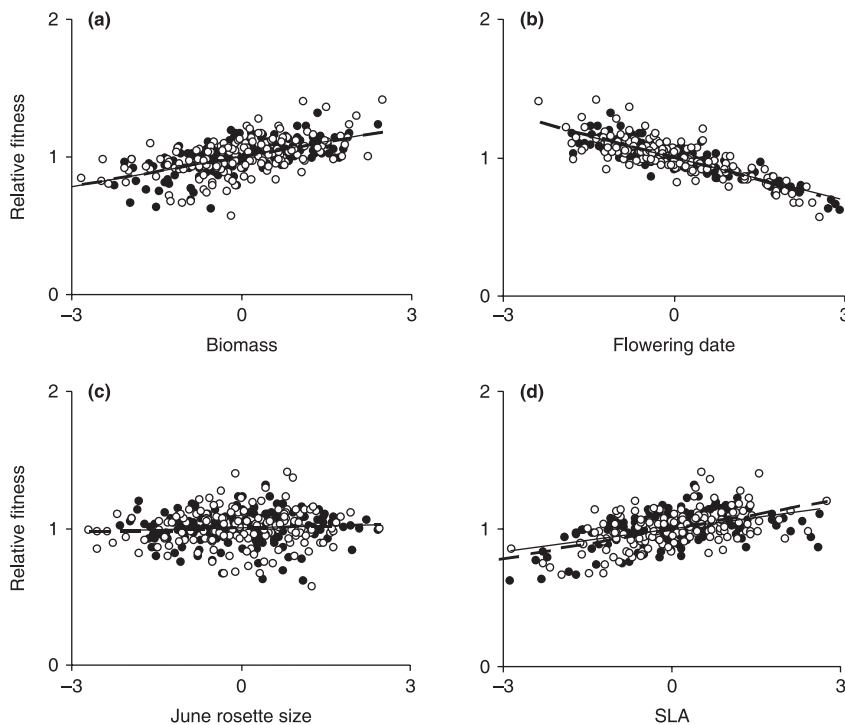 (a)
(b)
2
2
Relative fitness
1
1
0
0
–3
0
3
–3
0
3
Biomass
Flowering date
(c)
(d)
2
2
Relative fitness
1
1
0
0
–3
0
3
–3
0
3
June rosette size
SLA